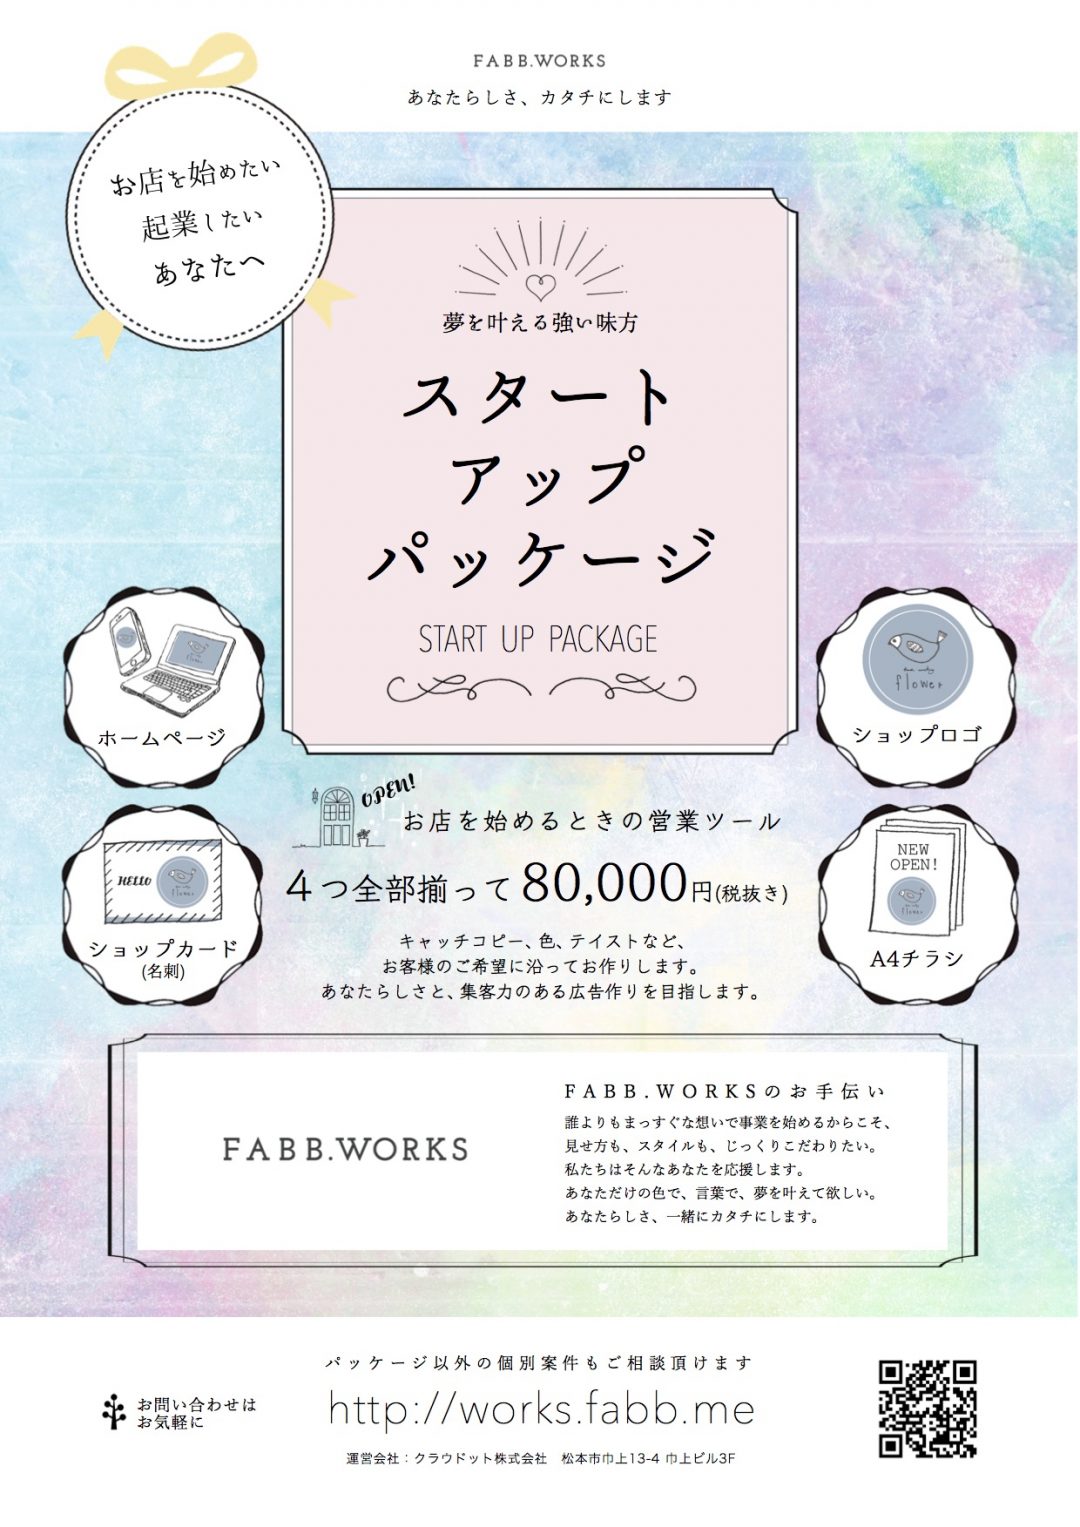 FABB.WORKS
あなたらしさ、カタチにします
お店を始めたい
起業したい
あなたへ
夢を叶える強い味方
スタート
アップ
パッケージ
START UP PACKAGE
flower
ホームページ
flower
ショップロゴ
OPEN!
お店を始めるときの営業ツール
4つ全部揃って80,000円(税抜き)
キャッチコピー、色、テイストなど、
お客様のご希望に沿ってお作りします。
あなたらしさと、集客力のある広告作りを目指します。
HELLO
flower
ショップカード
(名刺)
NEW
OPEN!
flower
A4チラシ
FABB.WORKS
FABB.WORKSのお手伝い
誰よりもまっすぐな想いで事業を始めるからこそ、
見せ方も、スタイルも、じっくりこだわりたい。
私たちはそんなあなたを応援します。
あなただけの色で、言葉で、夢を叶えて欲しい。
あなたらしさ、一緒にカタチにします。
お問い合わせは
お気軽に
パッケージ以外の個別案件もご相談頂けます
http://works.fabb.me
運営会社：クラウドット株式会社　松本市巾上13-4 巾上ビル3F